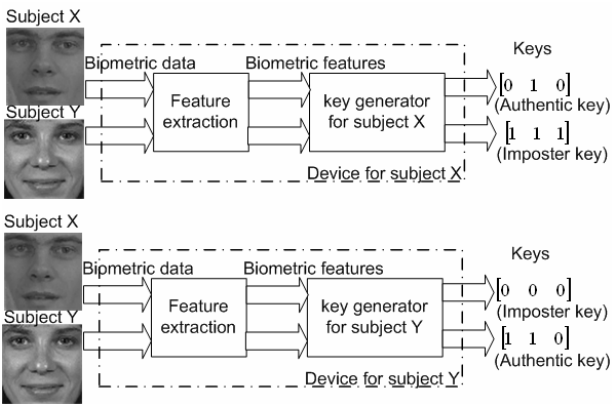 Subject X
Keys
Biometric data
Biometric features
[0 1 0]
(Authentic key)
Feature
extraction
key generator
for subject X
Subject Y
[1 1 1]
(Imposter key)
Device for subject X
Subject X
Keys
Biometric data
Biometric features
[0 0 0]
(Imposter key)
Feature
extraction
key generator
for subject Y
Subject Y
[1 1 0]
(Authentic key)
Device for subject Y